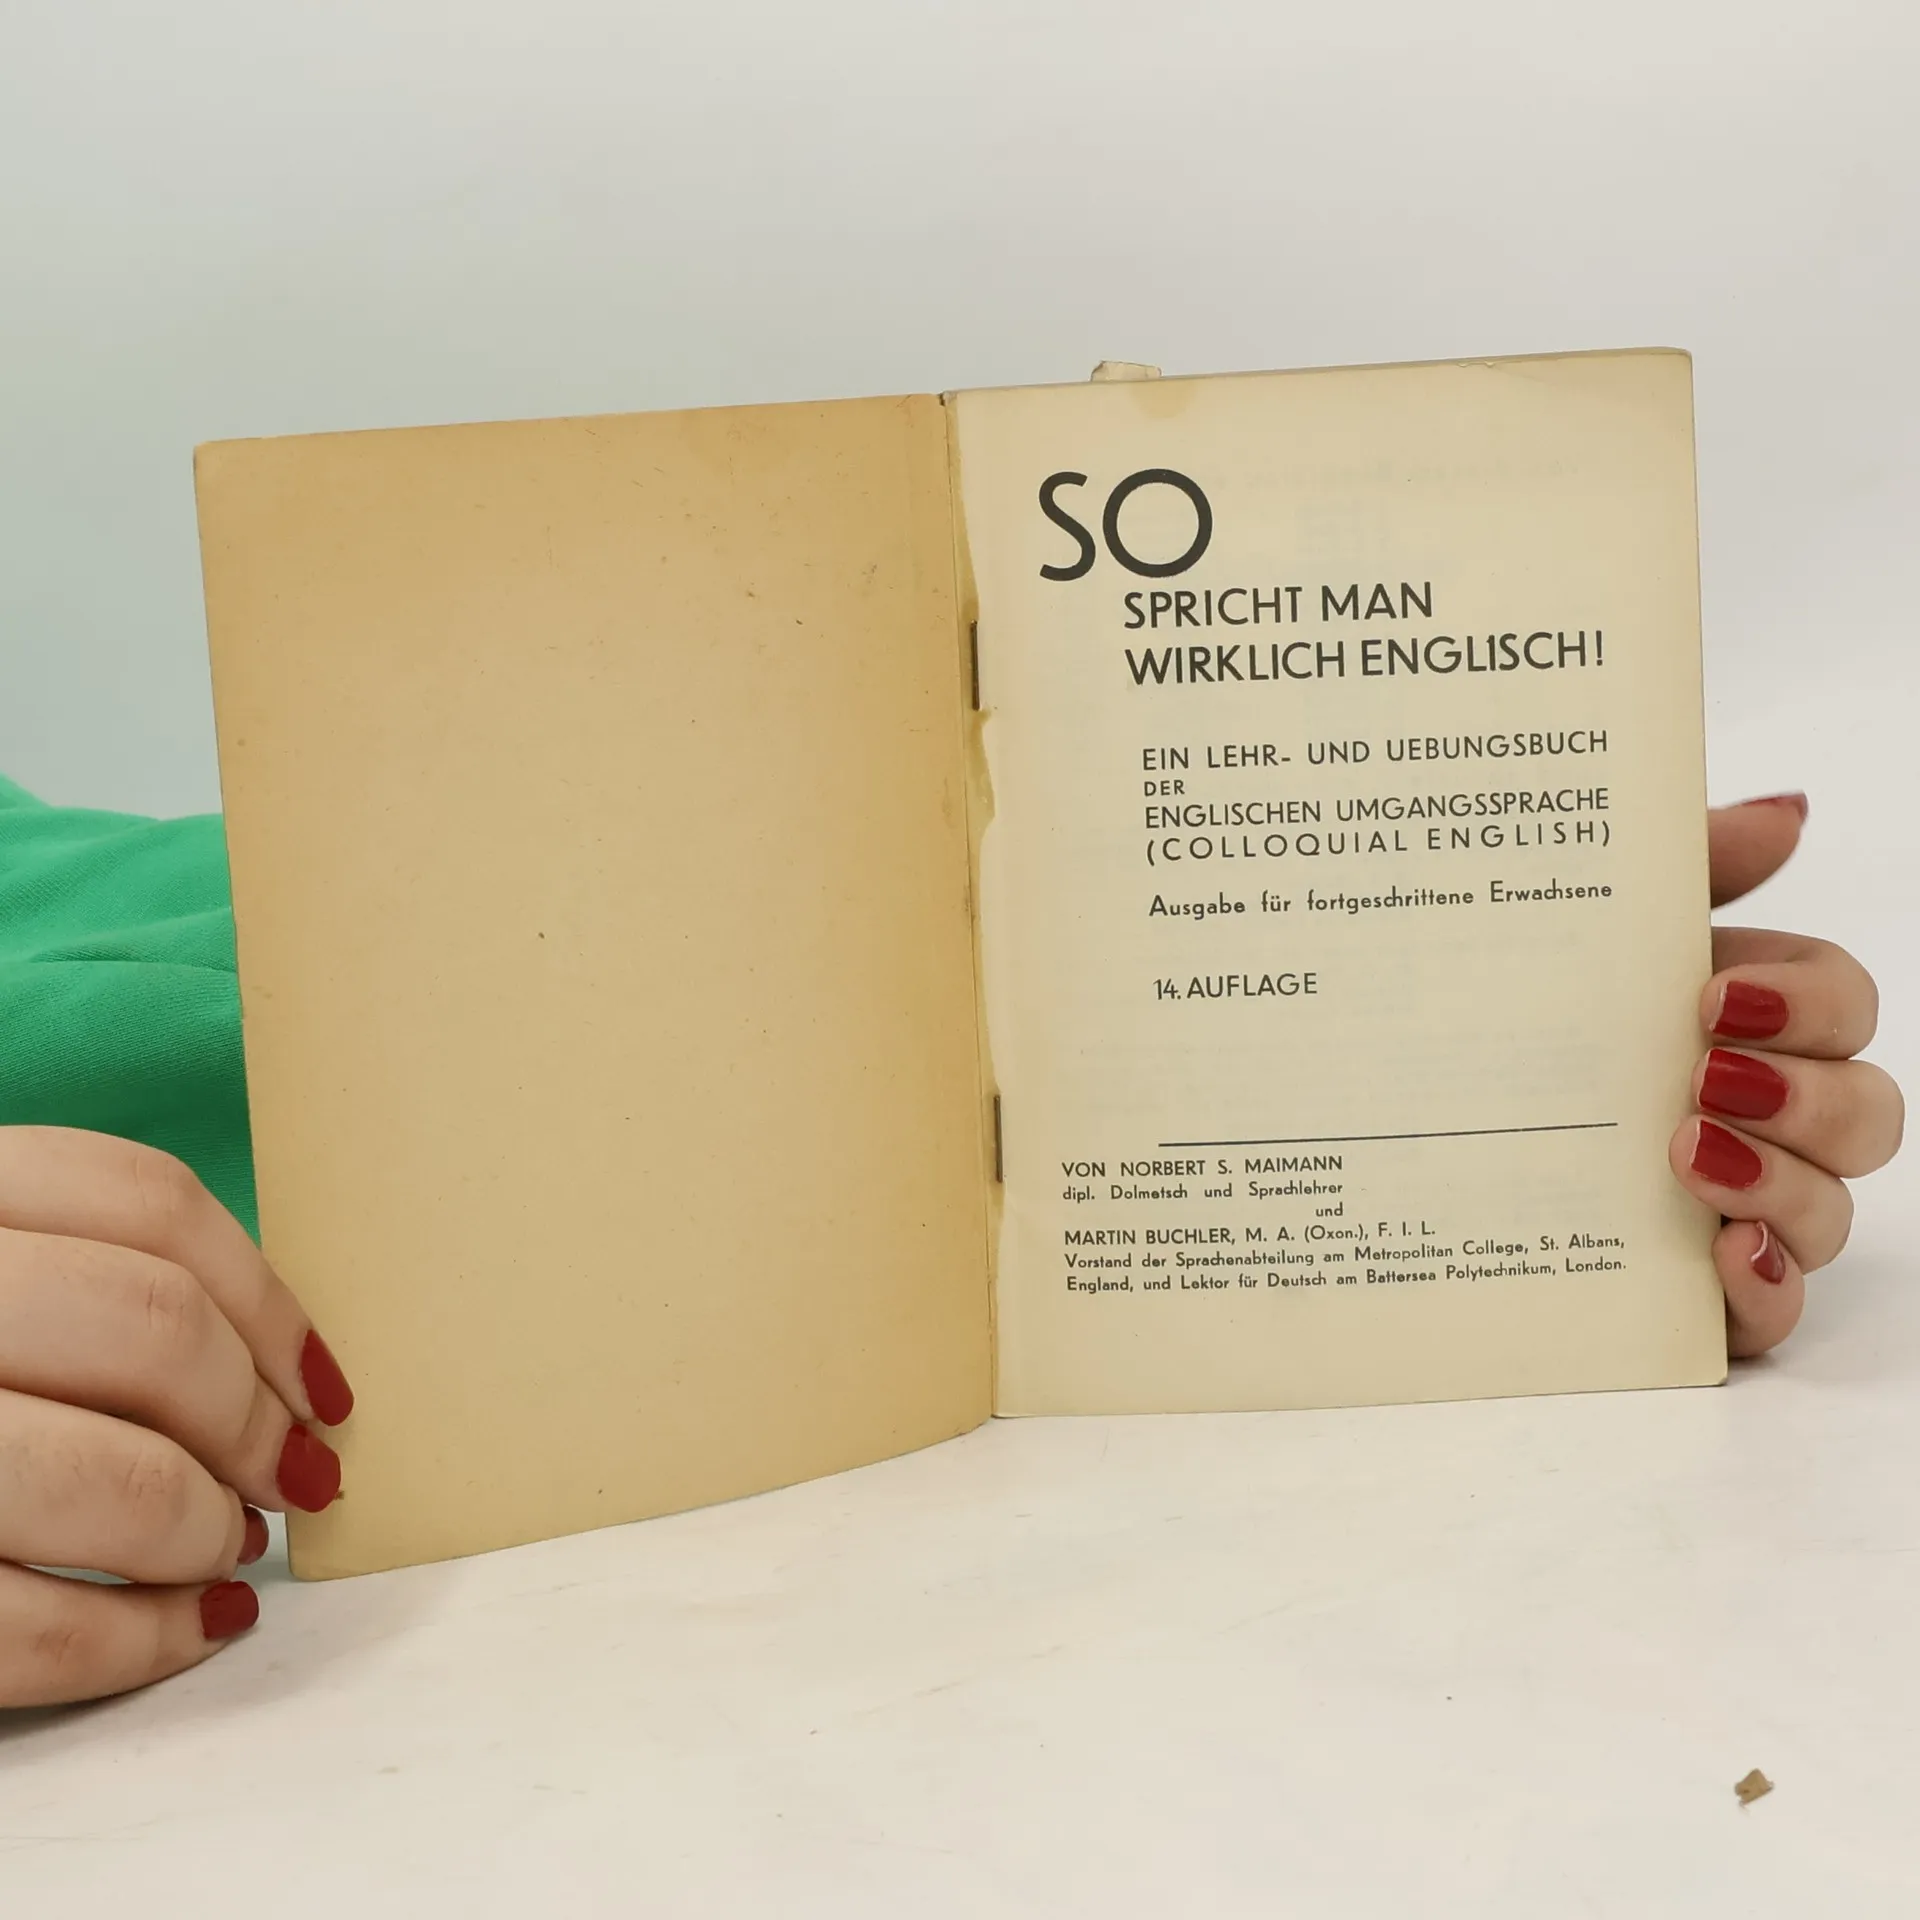 SO
SPRICHT MAN
WIRKLICH ENGLISCH!
EIN LEHR- UND UEBUNGSBUCH
DER
ENGLISCHEN UMGANGSSPRACHE
(COLLOQUIAL ENGLISH)
Ausgabe für fortgeschrittene Erwachsene
14. AUFLAGE
VON NORBERT S. MAIMANN
dipl. Dolmetsch und Sprachlehrer
und
MARTIN BUCHLER, M. A. (Oxon.), F. I. L.
Vorstand der Sprachenabteilung am Metropolitan College, St. Albans,
England, und Lektor für Deutsch am Battersea Polytechnikum, London.